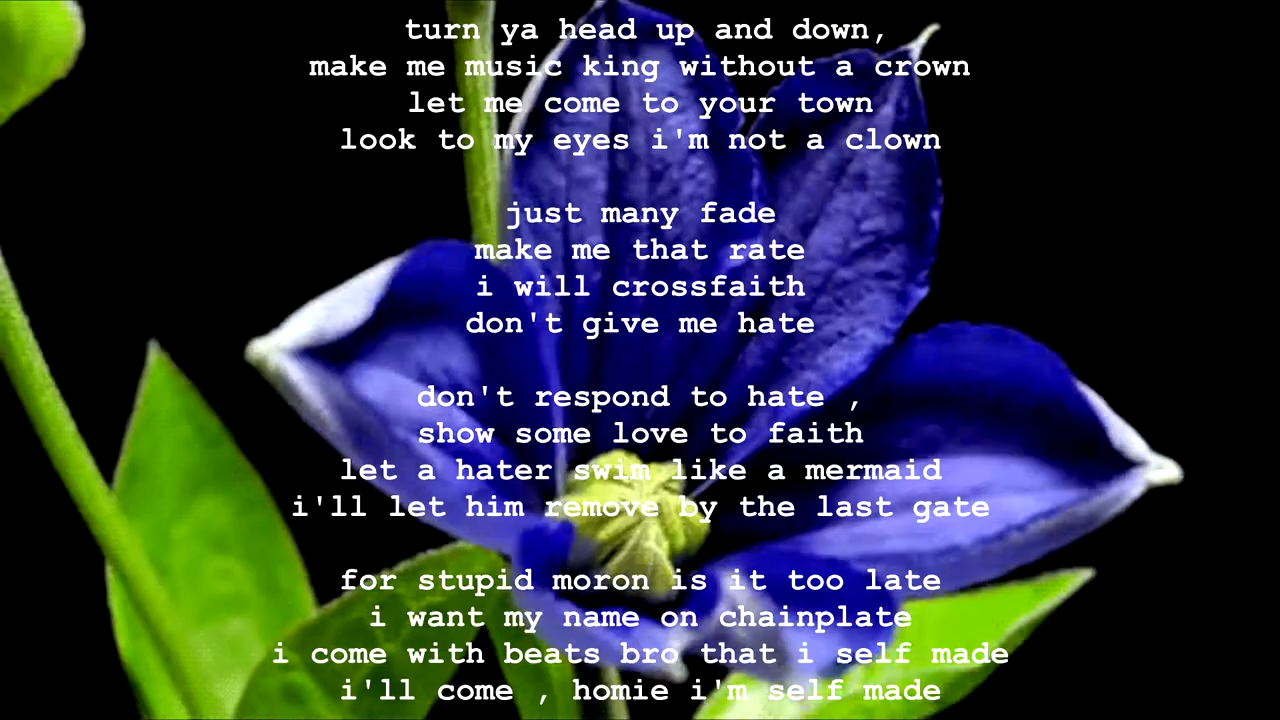 turn ya head up and down,
make me music king without a crown
let me come to your town
look to my eyes i'm not a clown
just many fade
make me that rate
i will crossfaith
don't give me hate
don't respond to hate ,
show some love to faith
let a hater swim like a mermaid
i'll let him remove by the last gate
for stupid moron is it too late
i want my name on chainplate
i come with beats bro that i self made
i'll come , homie i'm self made